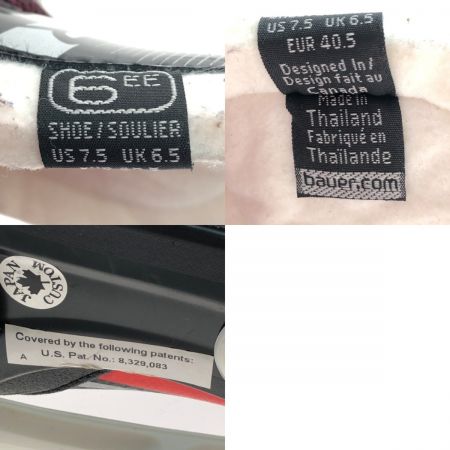 6 EE
SHOE/SOULIER
US 7.5 UK 6.5
US 7.5 UK 6.5
EUR 40.5
Designed In/
Design fait au
Canada
Made in
Thailand
Fabriqué en
Thaïlande
bauer.com
JAPAN
CUSTOM
Covered by the following patents:
A U.S. Pat. No.: 8,329,083